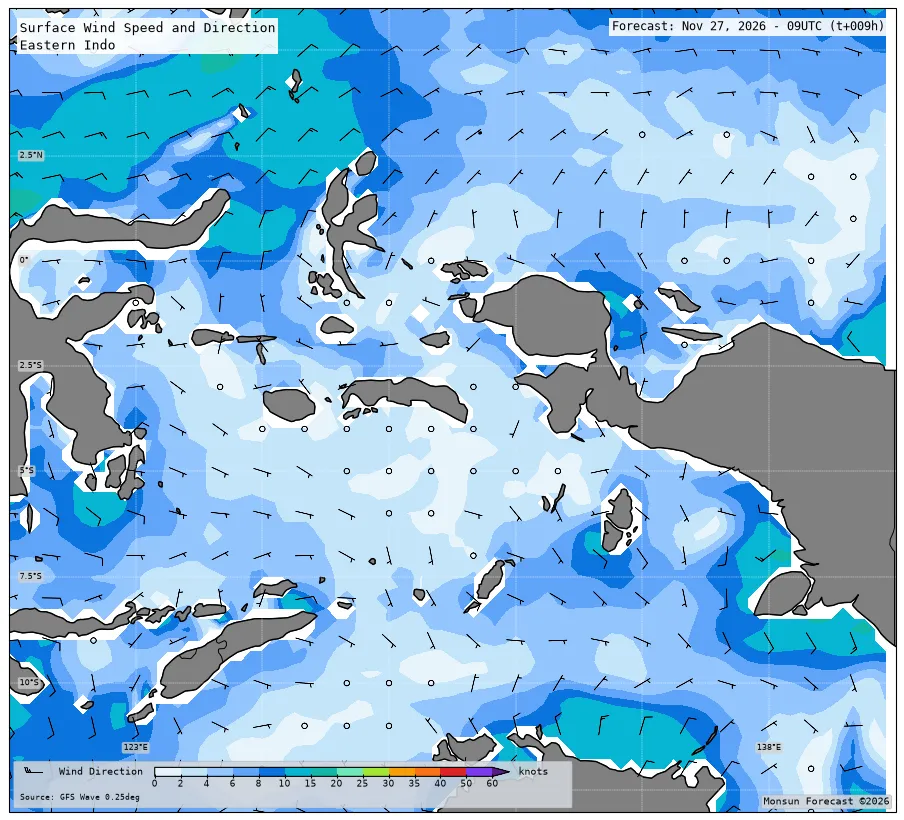 Surface Wind Speed and Direction
Eastern Indo
Forecast: Nov 27, 2026 - 09UTC (t+009h)
2.5°N
0°
2.5°S
5°S
7.5°S
10°S
123°E
138°E
Wind Direction
0 2 4 6 8 10 15 20 25 30 35 40 50 60
knots
Source: GFS Wave 0.25deg
Monsun Forecast ©2026